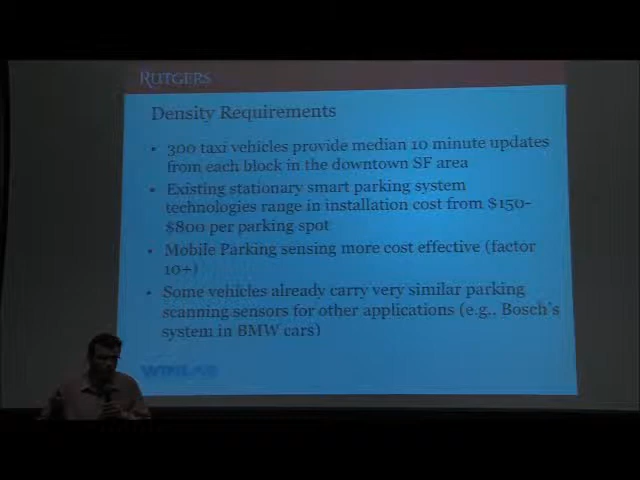 RUTGERS
Density Requirements
• 300 taxi vehicles provide median 10 minute updates
from each block in the downtown SF area
• Existing stationary smart parking system
technologies range in installation cost from $150-
$800 per parking spot
• Mobile Parking sensing more cost effective (factor
10+)
• Some vehicles already carry very similar parking
scanning sensors for other applications (e.g., Bosch's
system in BMW cars)
WINLAB